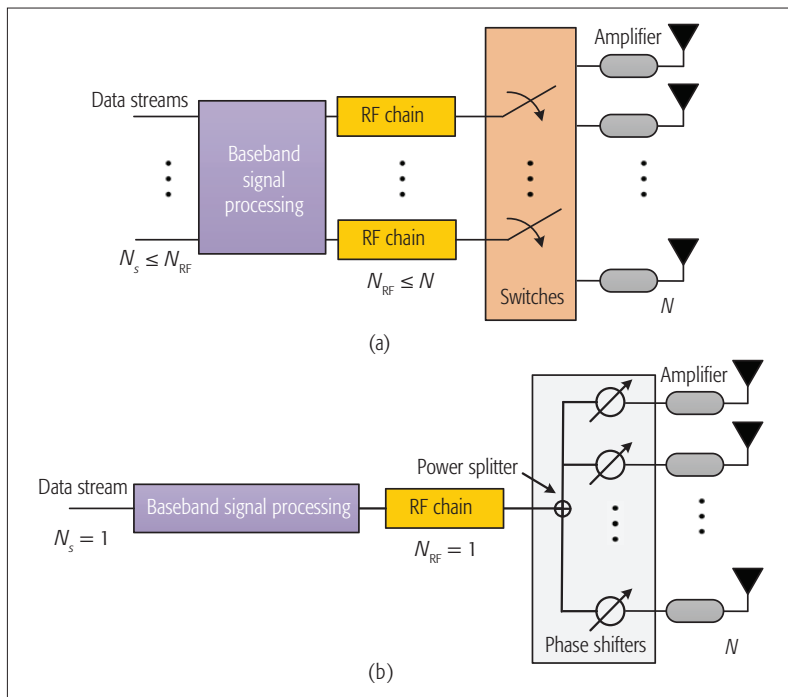 Amplifier
Data streams
RF chain
Baseband
signal
processing
RF chain
N_s ≤ N_RF
N_RF ≤ N
Switches
N
(a)
Amplifier
Power splitter
Data stream
Baseband signal processing
RF chain
N_s = 1
N_RF = 1
Phase shifters
N
(b)